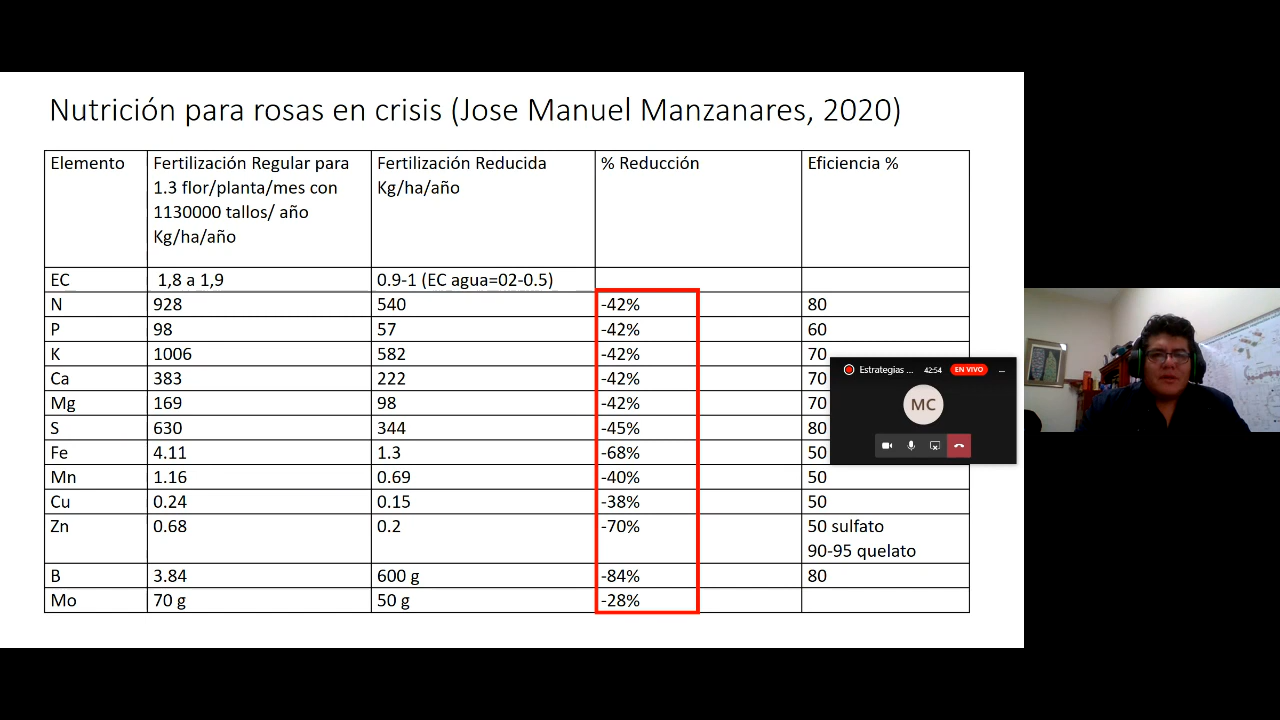 Nutrición para rosas en crisis (Jose Manuel Manzanares, 2020)
Elemento Fertilización Regular para 1.3 flor/planta/mes con 1130000 tallos/ año Kg/ha/año Fertilización Reducida Kg/ha/año % Reducción Eficiencia %
EC 1,8 a 1,9 0.9-1 (EC agua=02-0.5)
N 928 540 -42% 80
P 98 57 -42% 60
K 1006 582 -42% 70
Ca 383 222 -42% 70
Mg 169 98 -42% 70
S 630 344 -45% 80
Fe 4.11 1.3 -68% 50
Mn 1.16 0.69 -40% 50
Cu 0.24 0.15 -38% 50
Zn 0.68 0.2 -70% 50 sulfato
90-95 quelato
B 3.84 600 g -84% 80
Mo 70 g 50 g -28%
Estrategias ... 42:54 EN VIVO
MC